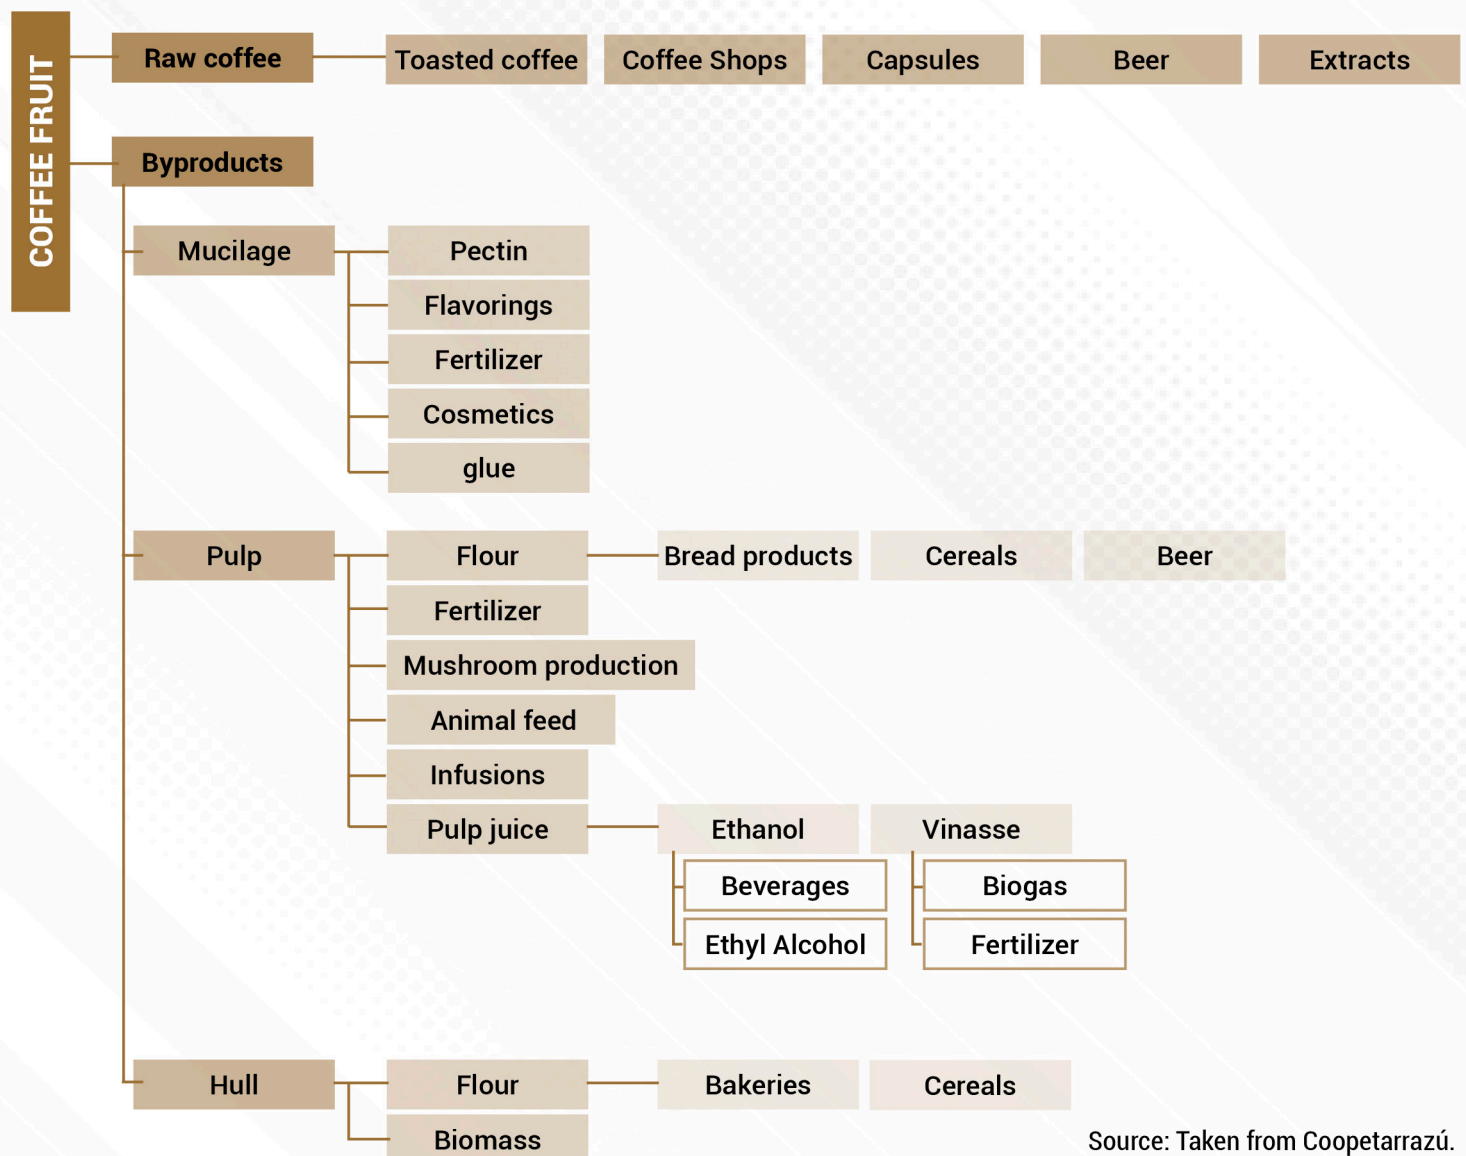 COFFEE FRUIT
Raw coffee
Toasted coffee
Coffee Shops
Capsules
Beer
Extracts
Byproducts
Mucilage
Pectin
Flavorings
Fertilizer
Cosmetics
glue
Pulp
Flour
Bread products
Cereals
Beer
Fertilizer
Mushroom production
Animal feed
Infusions
Pulp juice
Ethanol
Vinasse
Beverages
Biogas
Ethyl Alcohol
Fertilizer
Hull
Flour
Bakeries
Cereals
Biomass
Source: Taken from Coopetarrazú.